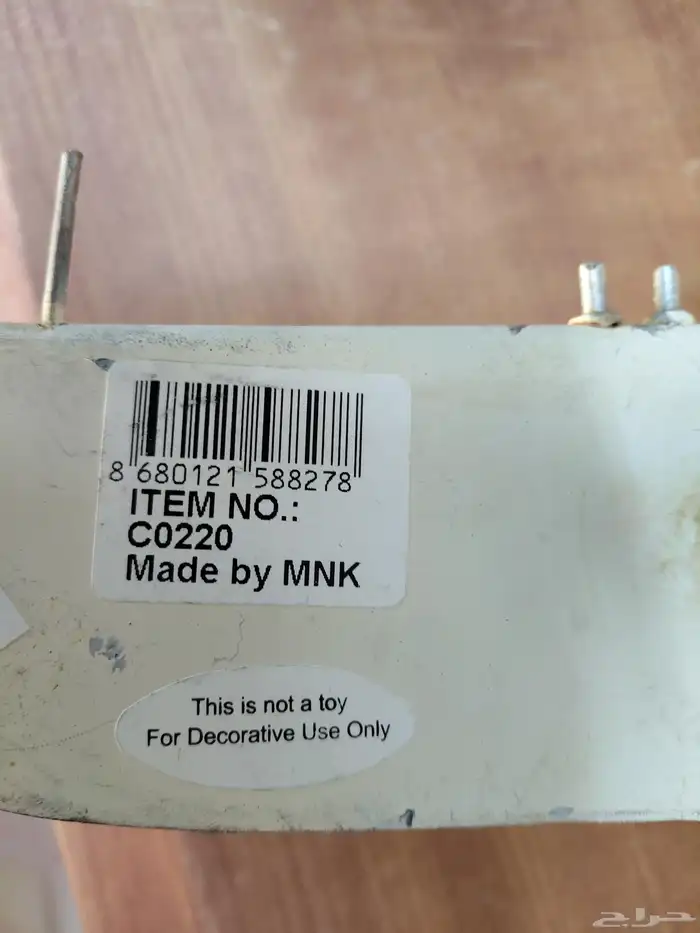 8 680121 588278
ITEM NO.:
C0220
Made by MNK
This is not a toy
For Decorative Use Only
حراج